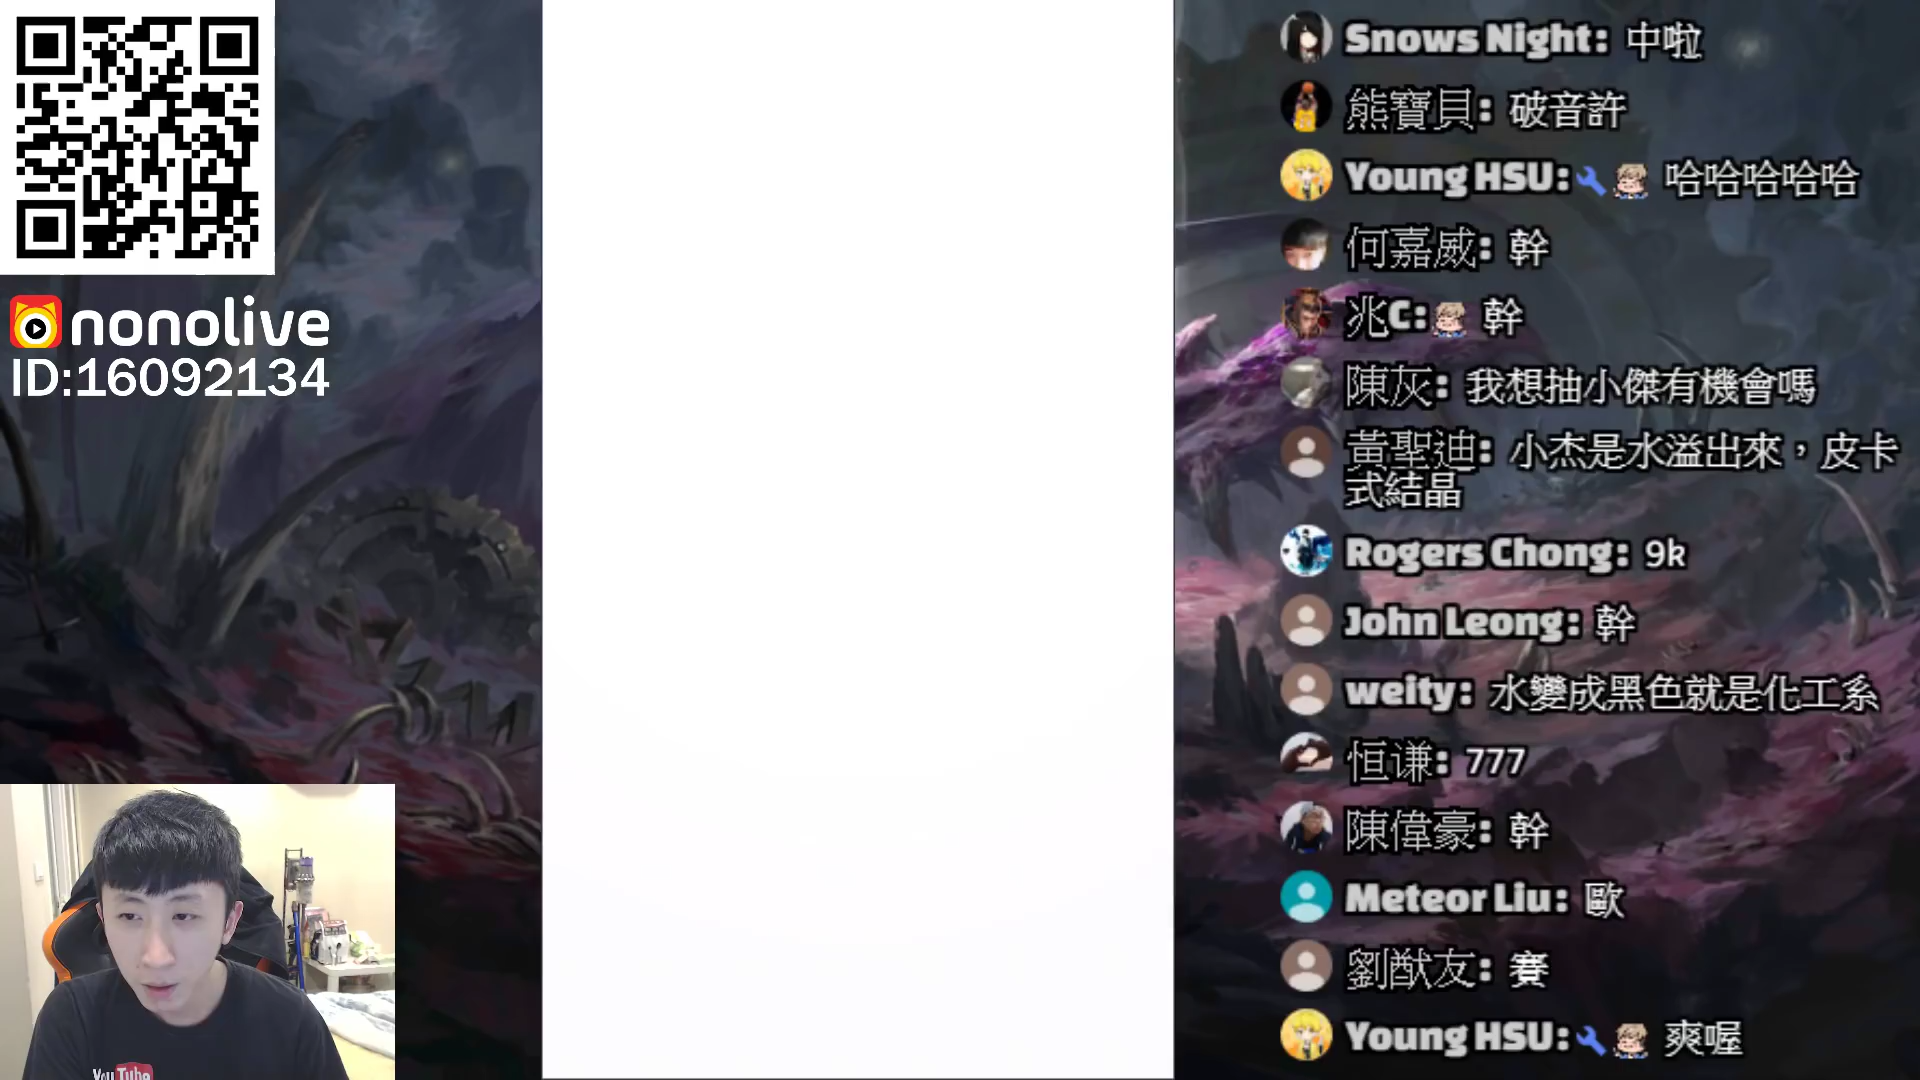 nonolive
ID:16092134
YouTube
Snows Night: 中啦
熊寶貝: 破音許
Young HSU: 哈哈哈哈哈
何嘉威: 幹
兆C: 幹
陳灰: 我想抽小傑有機會嗎
黃聖迪: 小杰是水溢出來，皮卡
式結晶
Rogers Chong: 9k
John Leong: 幹
weity: 水變成黑色就是化工系
恒谦: 777
陳偉豪: 幹
Meteor Liu: 歐
劉猷友: 賽
Young HSU: 爽喔